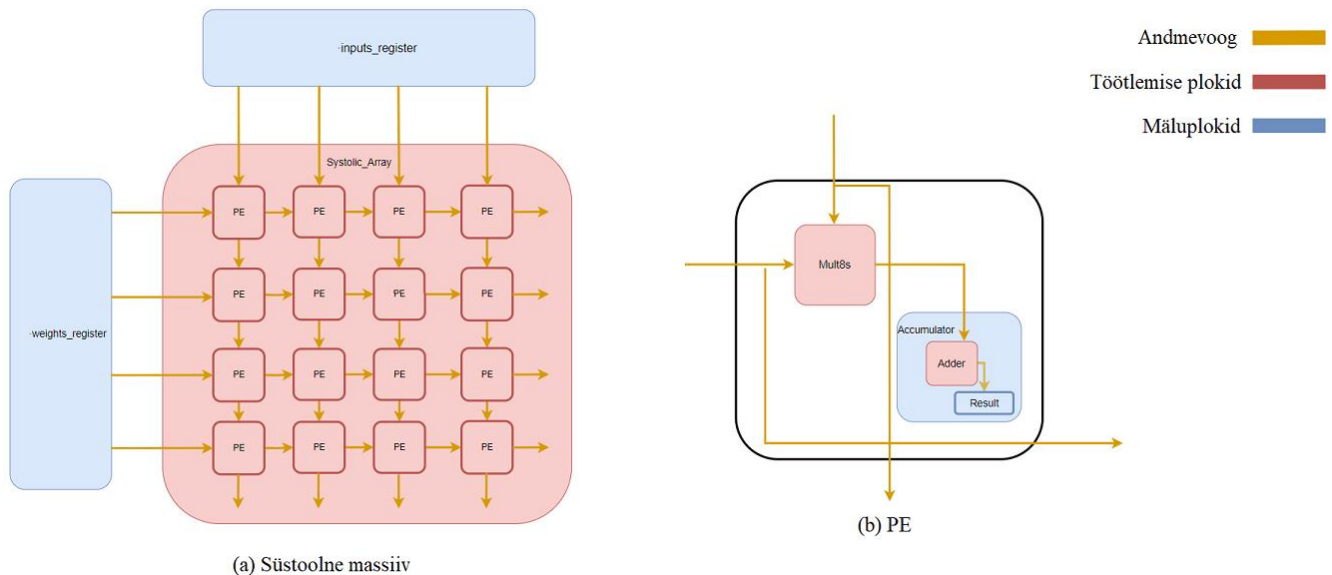 ·inputs_register
Andmevoog
Töötlemise plokid
Mäluplokid
Systolic_Array
·weights_register
PE PE PE PE
PE PE PE PE
PE PE PE PE
PE PE PE PE
(a) Süstoolne massiiv
Mult8s
Accumulator
Adder
Result
(b) PE